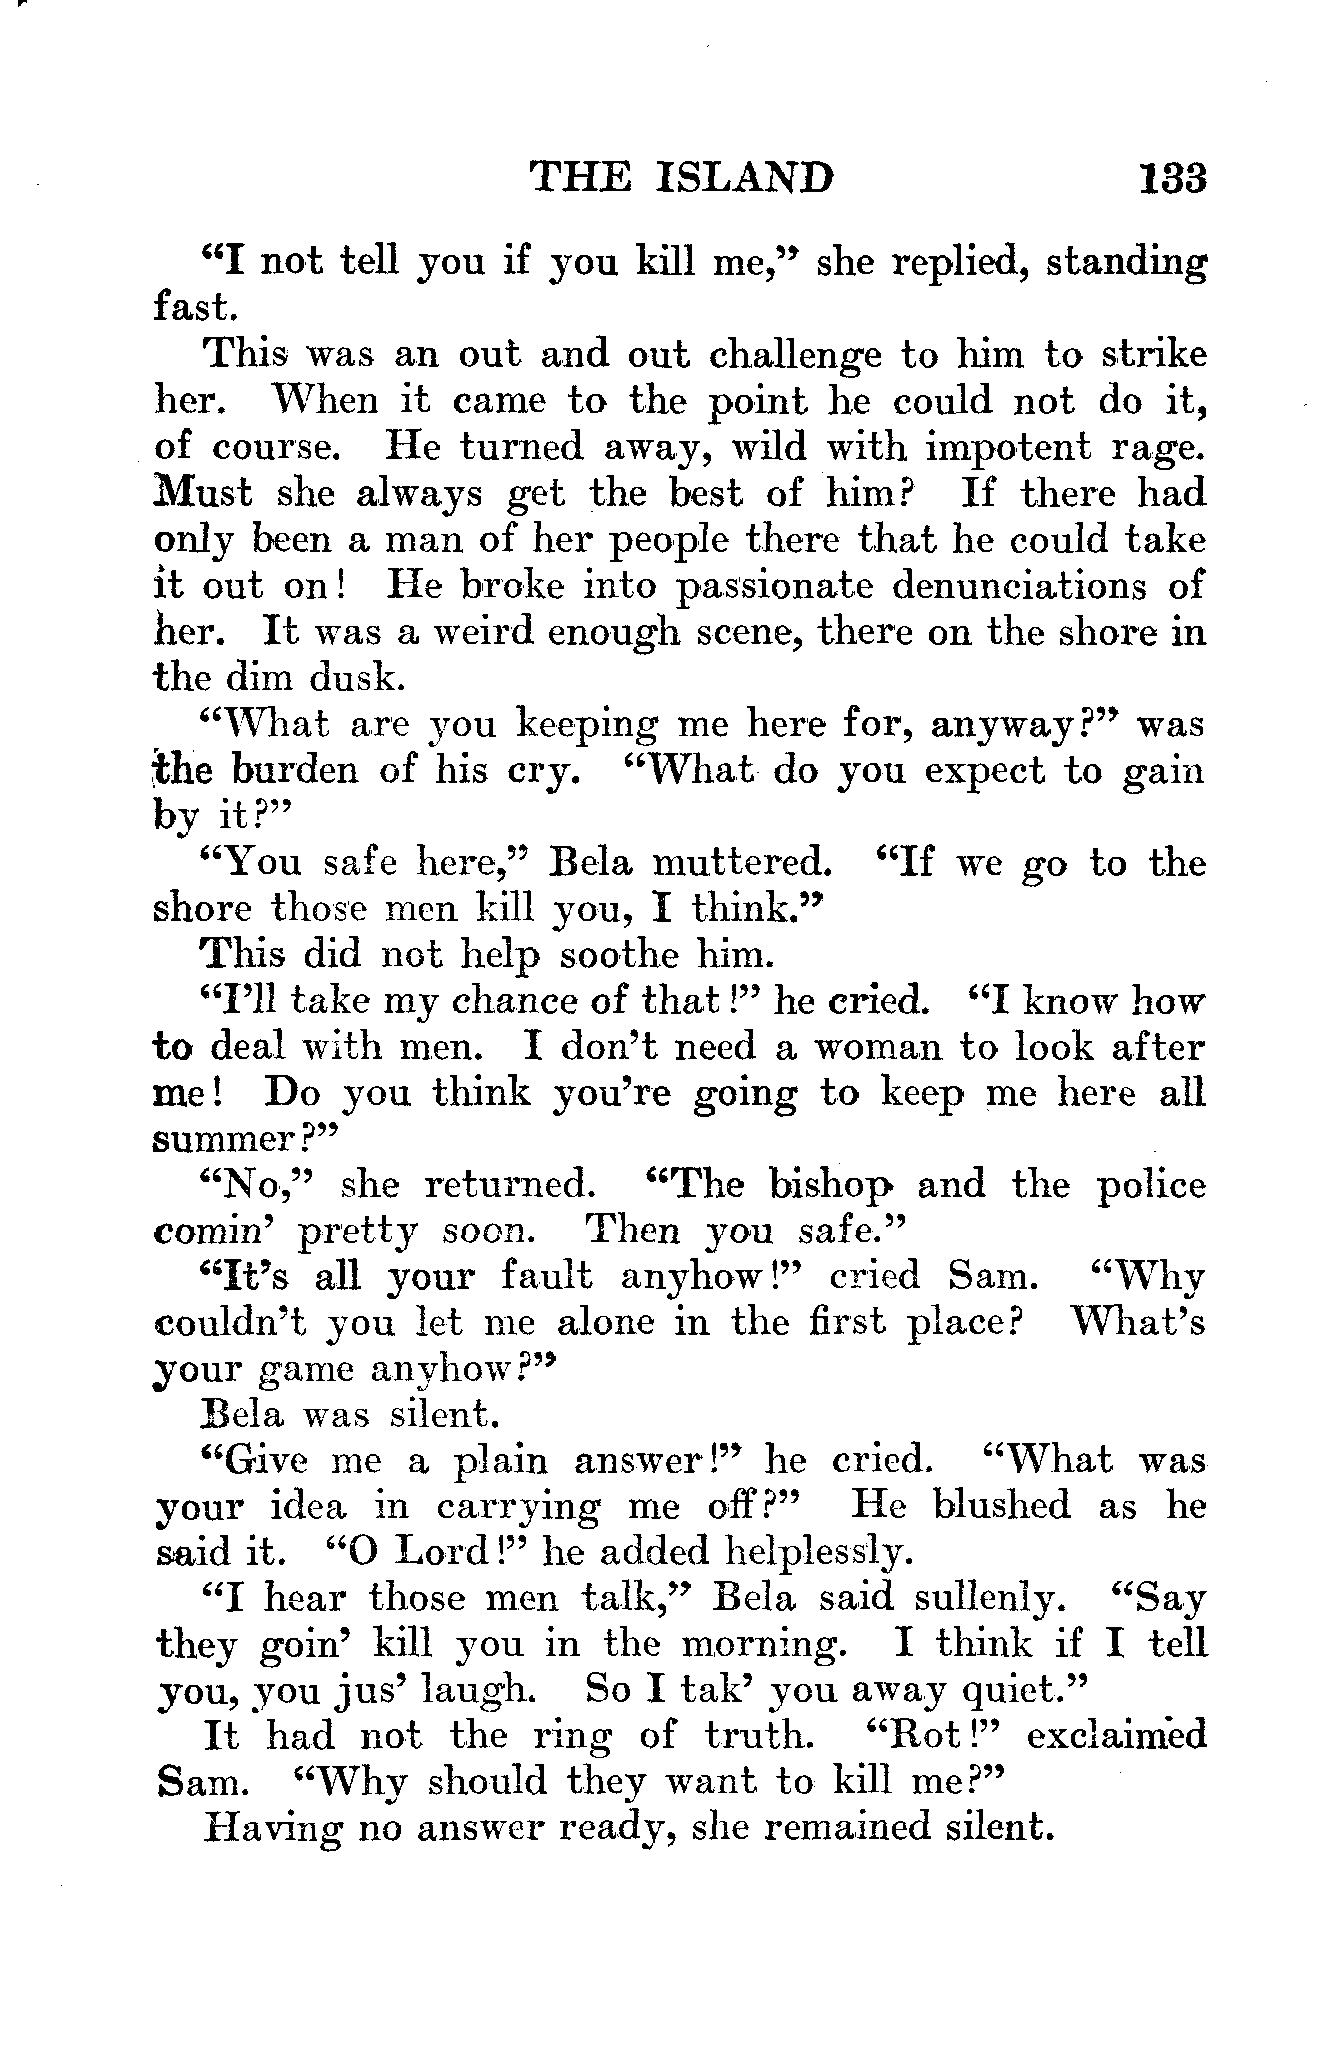 THE ISLAND 133
“I not tell you if you kill me,” she replied, standing
fast.
This was an out and out challenge to him to strike
her. When it came to the point he could not do it,
of course. He turned away, wild with impotent rage.
Must she always get the best of him? If there had
only been a man of her people there that he could take
it out on! He broke into passionate denunciations of
her. It was a weird enough scene, there on the shore in
the dim dusk.
“What are you keeping me here for, anyway?” was
the burden of his cry. “What do you expect to gain
by it?”
“You safe here,” Bela muttered. “If we go to the
shore those men kill you, I think.”
This did not help soothe him.
“I’ll take my chance of that!” he cried. “I know how
to deal with men. I don’t need a woman to look after
me! Do you think you’re going to keep me here all
summer?”
“No,” she returned. “The bishop and the police
comin’ pretty soon. Then you safe.”
“It’s all your fault anyhow!” cried Sam. “Why
couldn’t you let me alone in the first place? What’s
your game anyhow?”
Bela was silent.
“Give me a plain answer!” he cried. “What was
your idea in carrying me off?” He blushed as he
said it. “O Lord!” he added helplessly.
“I hear those men talk,” Bela said sullenly. “Say
they goin’ kill you in the morning. I think if I tell
you, you jus’ laugh. So I tak’ you away quiet.”
It had not the ring of truth. “Rot!” exclaimed
Sam. “Why should they want to kill me?”
Having no answer ready, she remained silent.